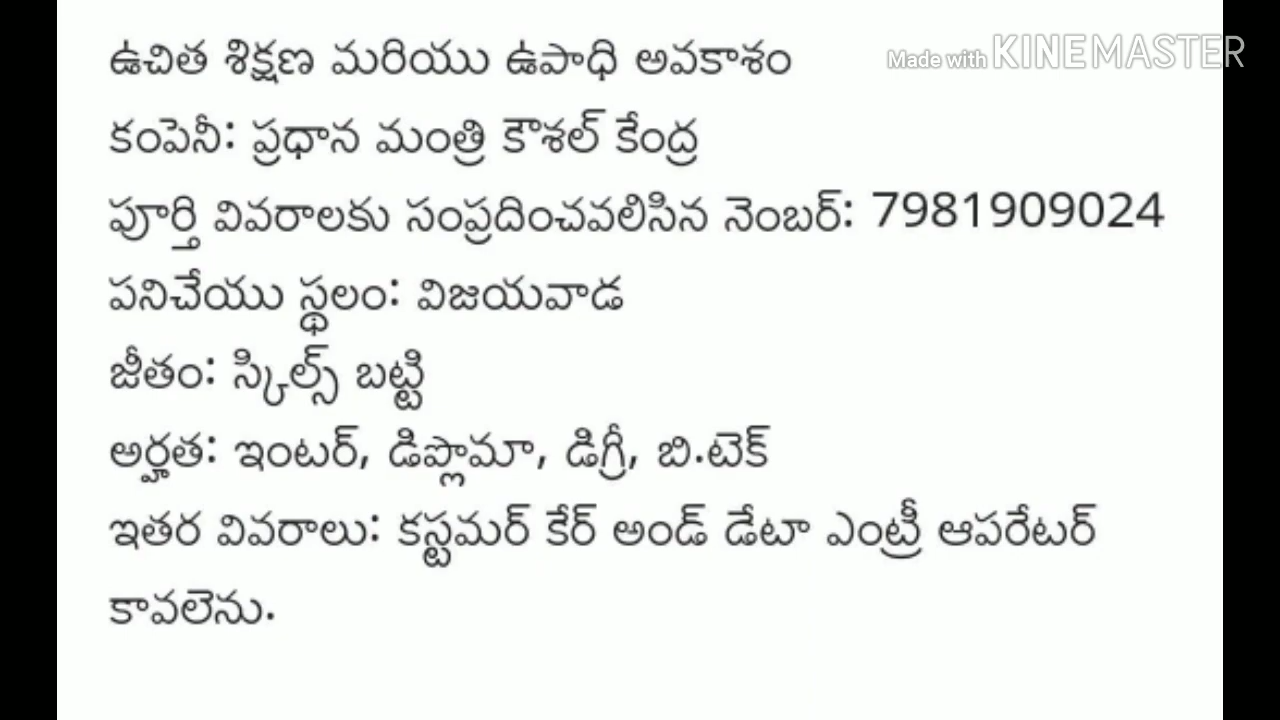 ఉచిత శిక్షణ మరియు ఉపాధి అవకాశం
Made with KINEMASTER
కంపెనీ: ప్రధాన మంత్రి కౌశల్ కేంద్ర
పూర్తి వివరాలకు సంప్రదించవలిసిన నెంబర్: 7981909024
పనిచేయు స్థలం: విజయవాడ
జీతం: స్కిల్స్ బట్టి
అర్హత: ఇంటర్, డిప్లొమా, డిగ్రీ, బి.టెక్
ఇతర వివరాలు: కస్టమర్ కేర్ అండ్ డేటా ఎంట్రీ ఆపరేటర్
కావలెను.